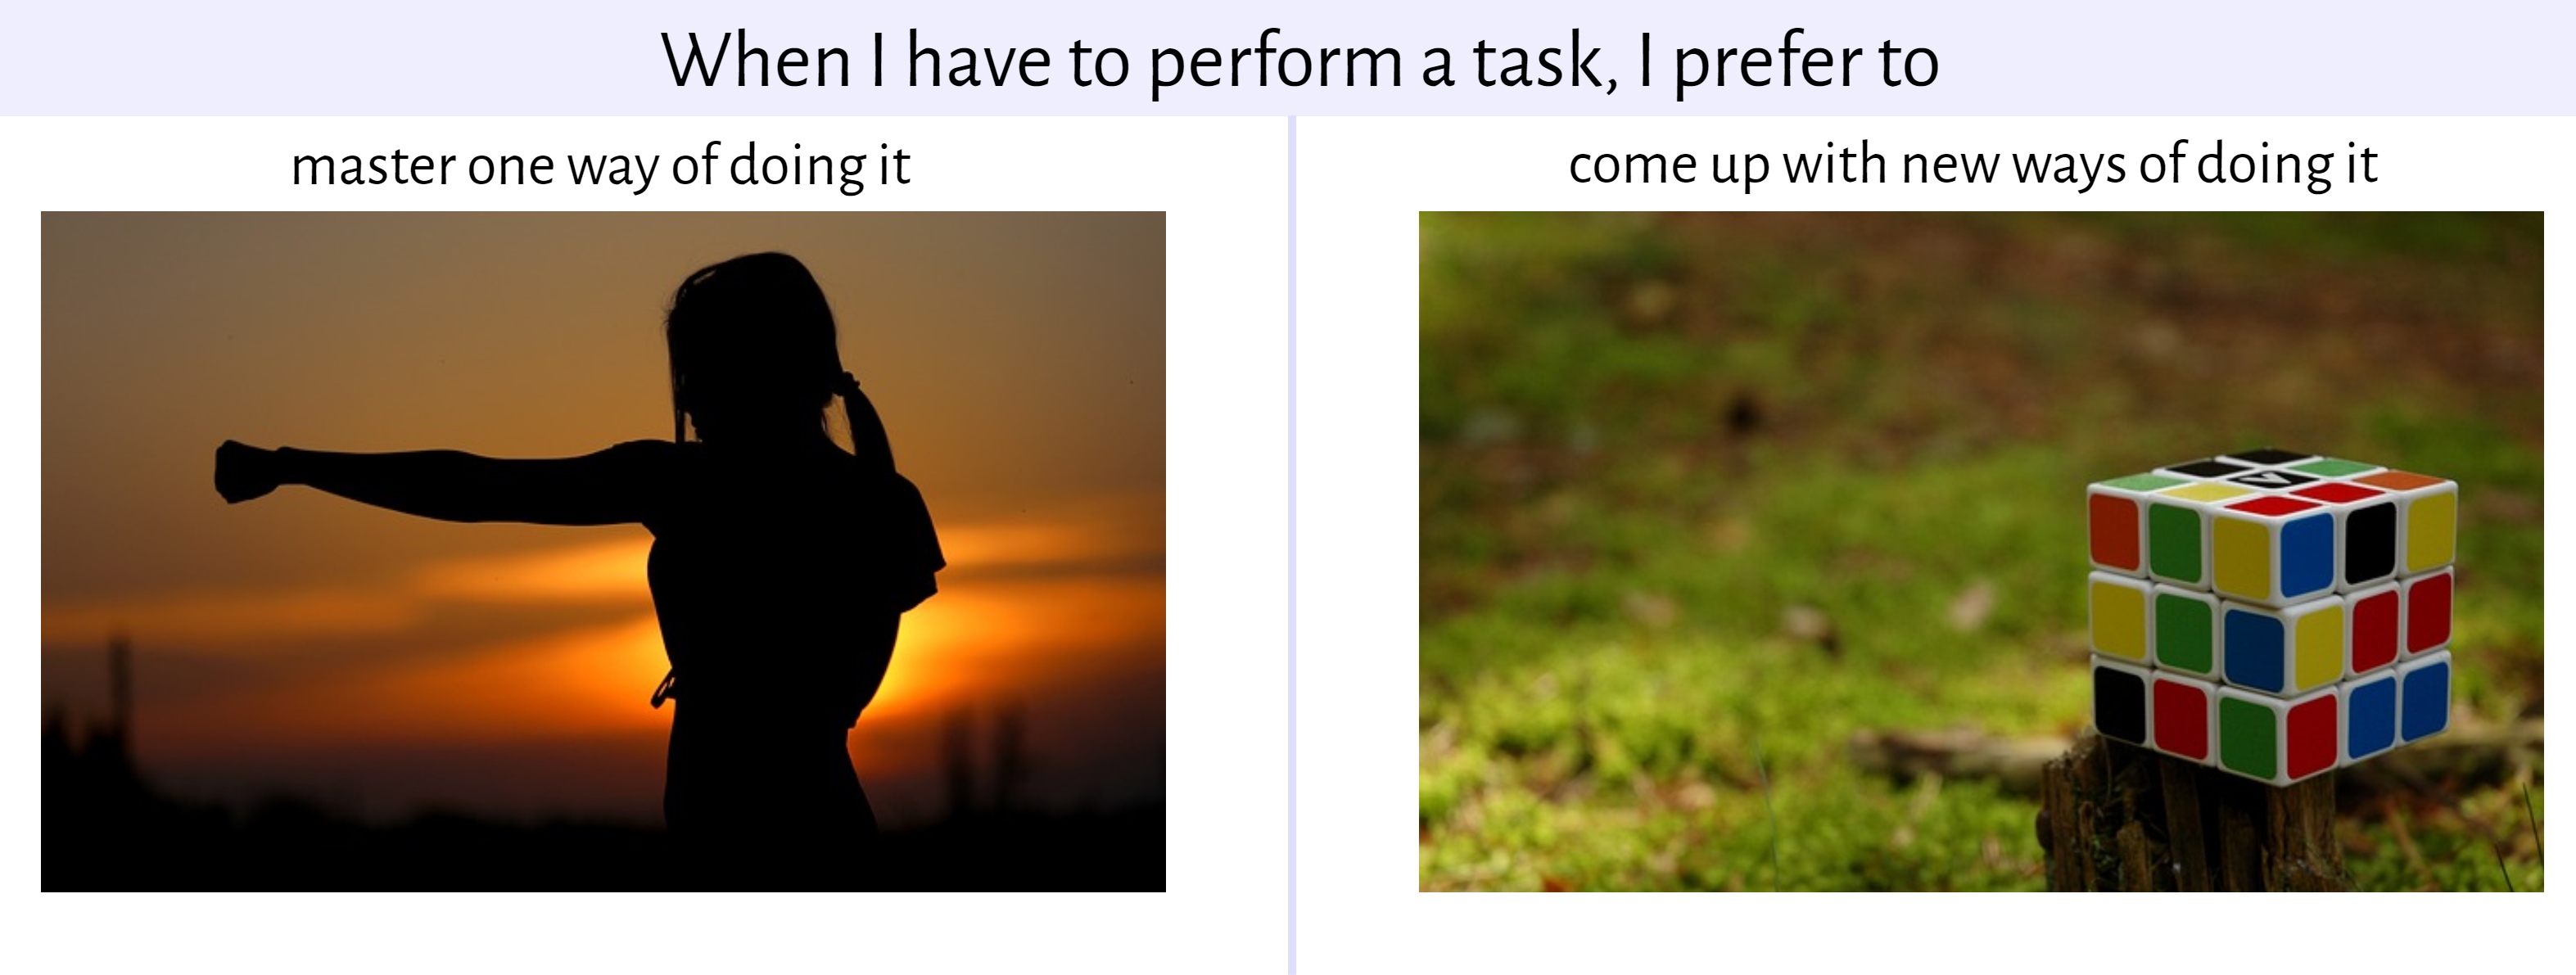 When I have to perform a task, I prefer to
master one way of doing it
come up with new ways of doing it